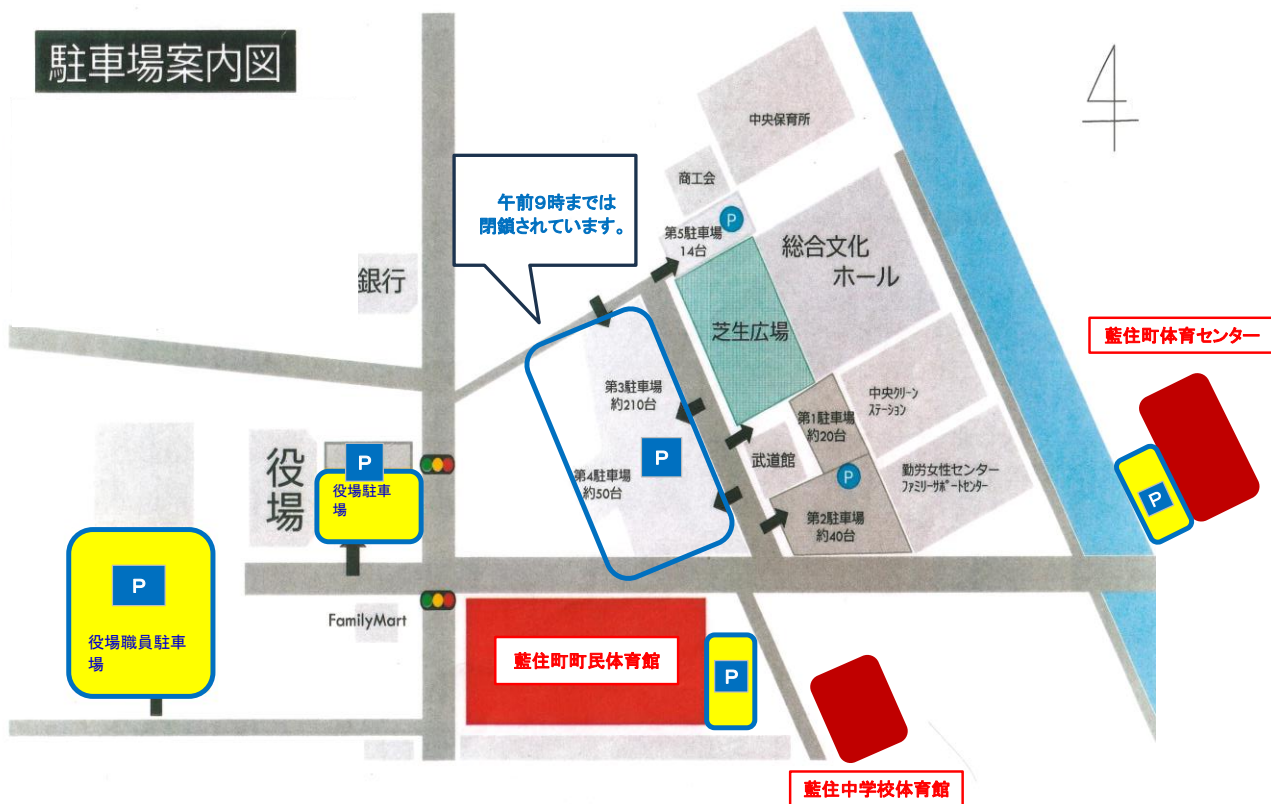 駐車場案内図
4
中央保育所
商工会
午前9時までは
閉鎖されています。
P
第5駐車場
14台
総合文化
ホール
銀行
芝生広場
藍住町体育センター
第3駐車場
約210台
中央クリーン
ステーション
第1駐車場
約20台
役場
P
役場駐車
場
P
武道館
第4駐車場
約50台
勤労女性センター
ファミリーサポートセンター
P
P
第2駐車場
約40台
P
役場職員駐車
場
FamilyMart
藍住町町民体育館
P
藍住中学校体育館